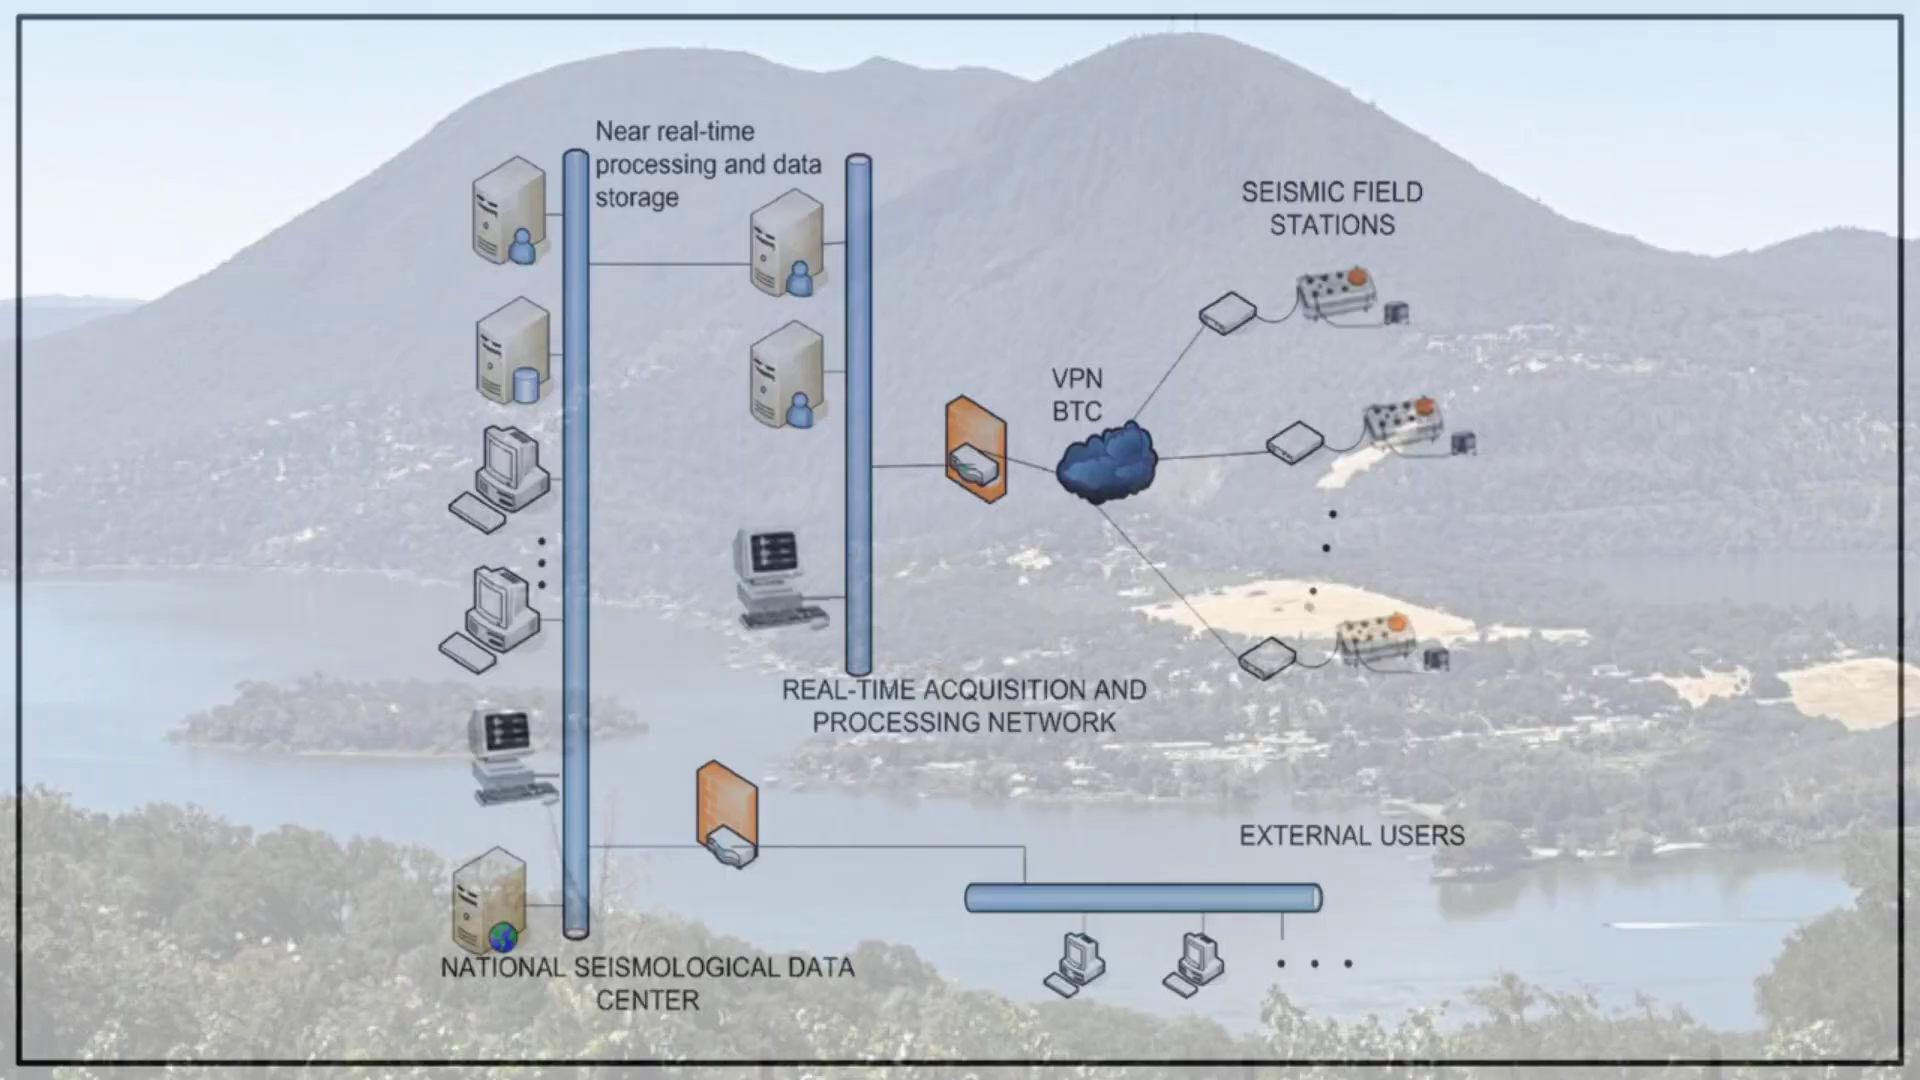 Near real-time
processing and data
storage
SEISMIC FIELD
STATIONS
VPN
BTC
REAL-TIME ACQUISITION AND
PROCESSING NETWORK
EXTERNAL USERS
NATIONAL SEISMOLOGICAL DATA
CENTER